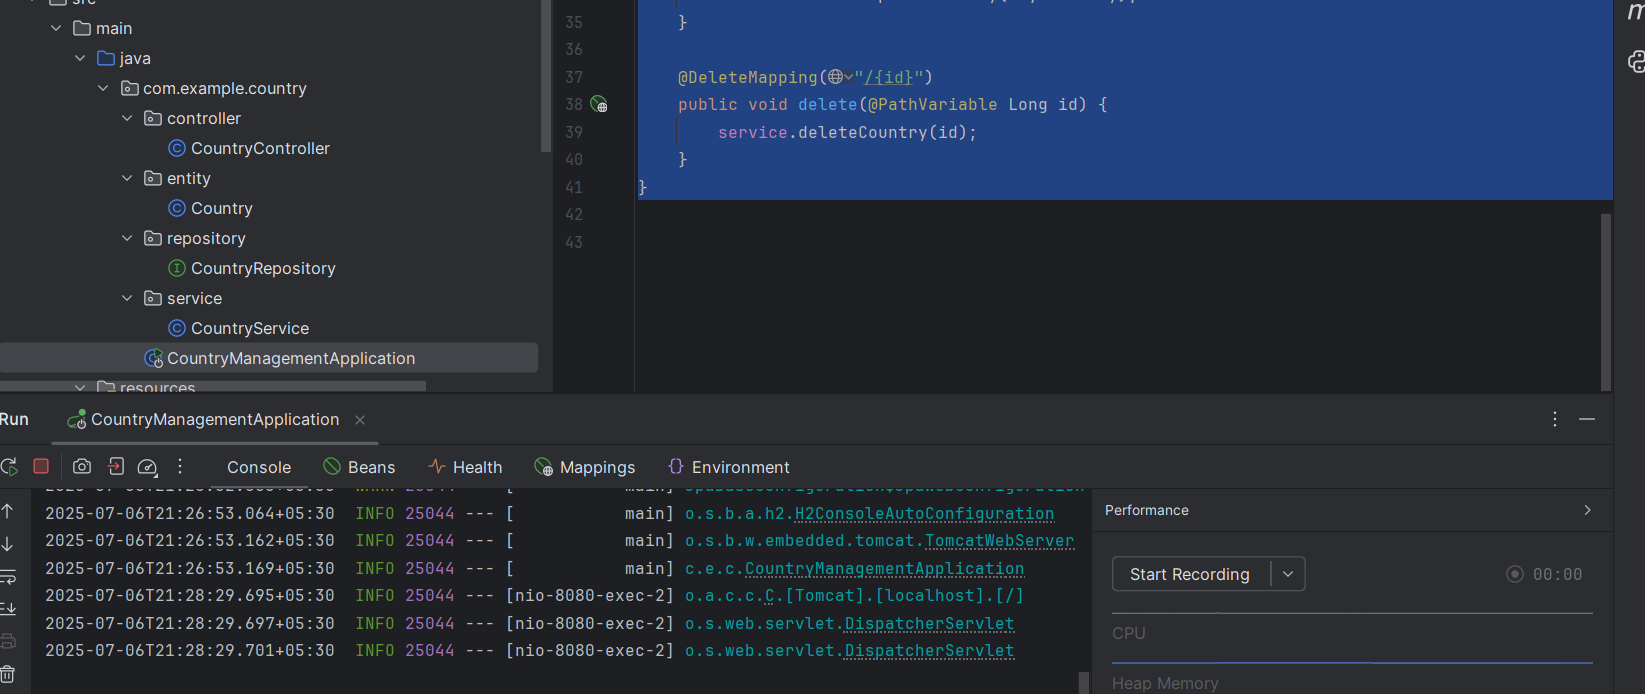 src
main
java
com.example.country
controller
CountryController
entity
Country
repository
CountryRepository
service
CountryService
CountryManagementApplication
resources
35 }
36
37 @DeleteMapping("/{id}")
38 public void delete(@PathVariable Long id) {
39 service.deleteCountry(id);
40 }
41 }
42
43
Run CountryManagementApplication
Console Beans Health Mappings Environment
2025-07-06T21:26:53.064+05:30 INFO 25044 --- [ main] o.s.b.a.h2.H2ConsoleAutoConfiguration
2025-07-06T21:26:53.162+05:30 INFO 25044 --- [ main] o.s.b.w.embedded.tomcat.TomcatWebServer
2025-07-06T21:26:53.169+05:30 INFO 25044 --- [ main] c.e.c.CountryManagementApplication
2025-07-06T21:28:29.695+05:30 INFO 25044 --- [nio-8080-exec-2] o.a.c.c.C.[Tomcat].[localhost].[/]
2025-07-06T21:28:29.697+05:30 INFO 25044 --- [nio-8080-exec-2] o.s.web.servlet.DispatcherServlet
2025-07-06T21:28:29.701+05:30 INFO 25044 --- [nio-8080-exec-2] o.s.web.servlet.DispatcherServlet
Performance
Start Recording 00:00
CPU
Heap Memory